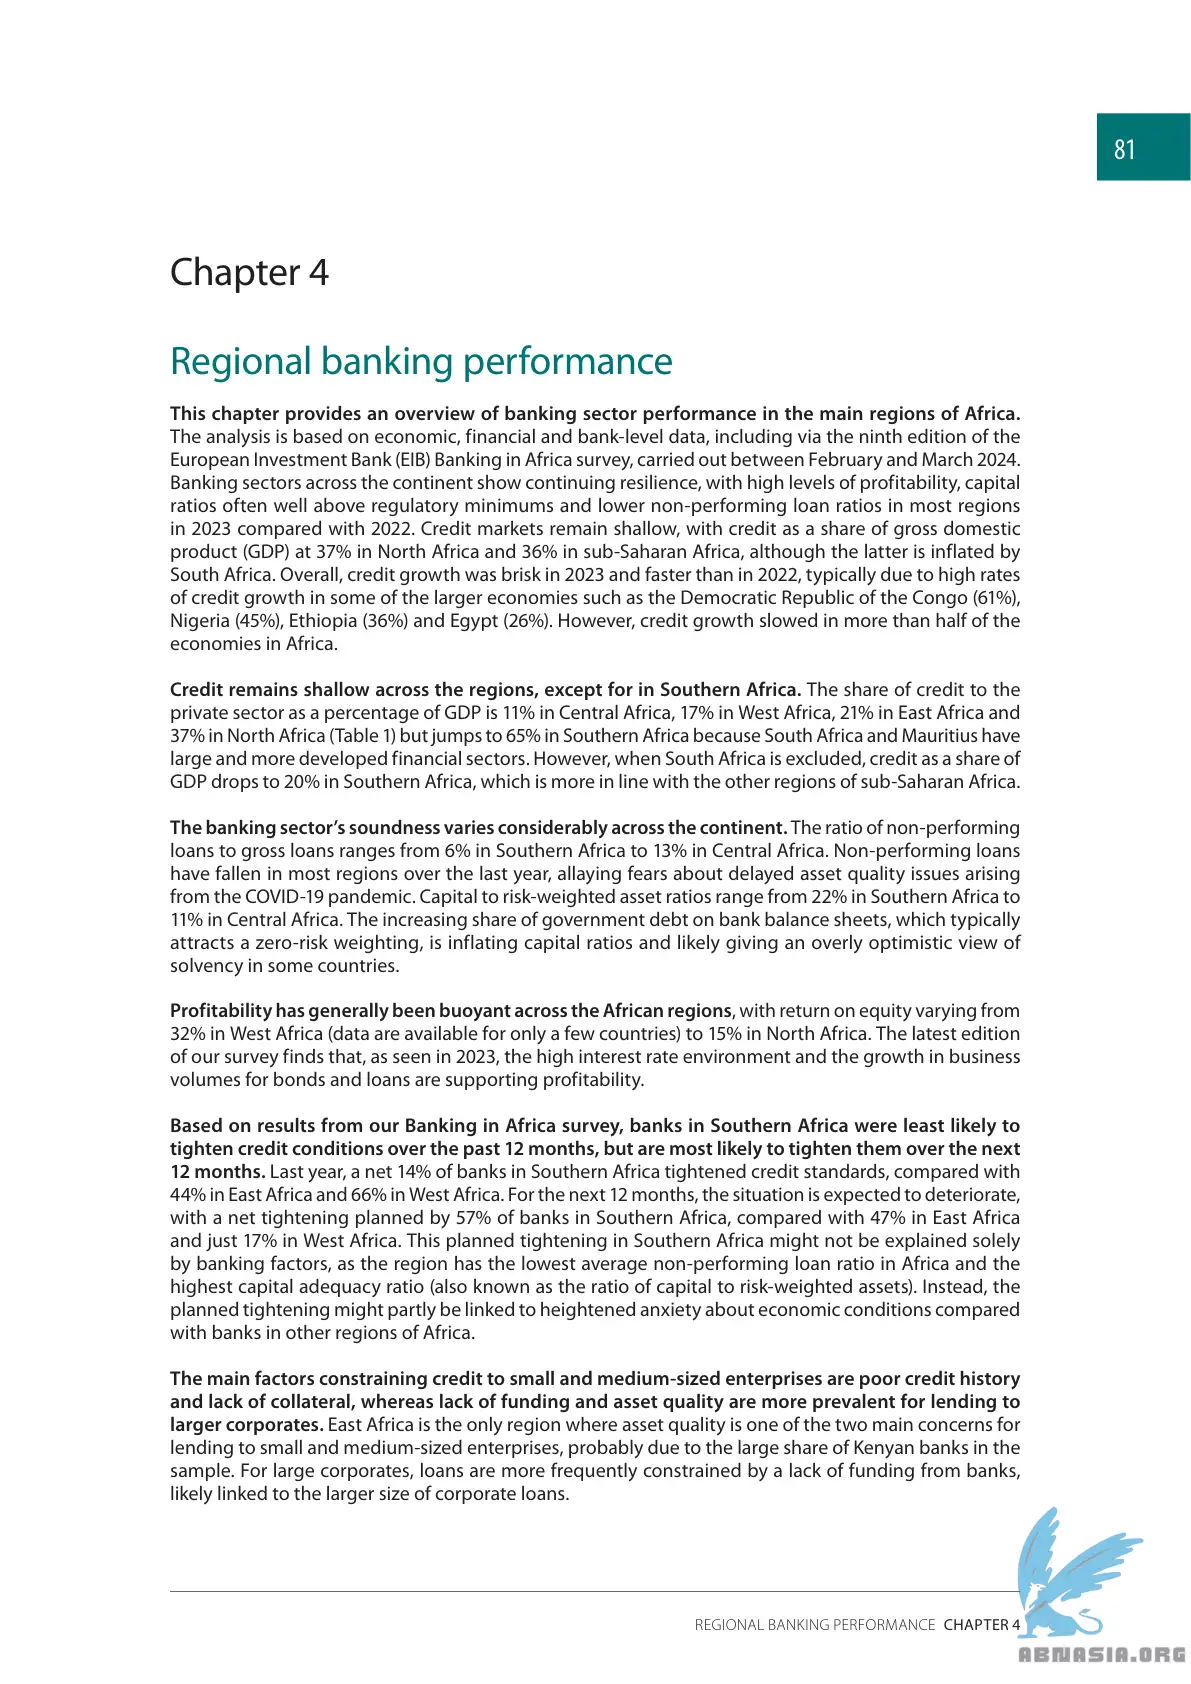 81
Chapter 4
Regional banking performance
This chapter provides an overview of banking sector performance in the main regions of Africa.
The analysis is based on economic, financial and bank-level data, including via the ninth edition of the
European Investment Bank (EIB) Banking in Africa survey, carried out between February and March 2024.
Banking sectors across the continent show continuing resilience, with high levels of profitability, capital
ratios often well above regulatory minimums and lower non-performing loan ratios in most regions
in 2023 compared with 2022. Credit markets remain shallow, with credit as a share of gross domestic
product (GDP) at 37% in North Africa and 36% in sub-Saharan Africa, although the latter is inflated by
South Africa. Overall, credit growth was brisk in 2023 and faster than in 2022, typically due to high rates
of credit growth in some of the larger economies such as the Democratic Republic of the Congo (61%),
Nigeria (45%), Ethiopia (36%) and Egypt (26%). However, credit growth slowed in more than half of the
economies in Africa.
Credit remains shallow across the regions, except for in Southern Africa. The share of credit to the
private sector as a percentage of GDP is 11% in Central Africa, 17% in West Africa, 21% in East Africa and
37% in North Africa (Table 1) but jumps to 65% in Southern Africa because South Africa and Mauritius have
large and more developed financial sectors. However, when South Africa is excluded, credit as a share of
GDP drops to 20% in Southern Africa, which is more in line with the other regions of sub-Saharan Africa.
The banking sector's soundness varies considerably across the continent. The ratio of non-performing
loans to gross loans ranges from 6% in Southern Africa to 13% in Central Africa. Non-performing loans
have fallen in most regions over the last year, allaying fears about delayed asset quality issues arising
from the COVID-19 pandemic. Capital to risk-weighted asset ratios range from 22% in Southern Africa to
11% in Central Africa. The increasing share of government debt on bank balance sheets, which typically
attracts a zero-risk weighting, is inflating capital ratios and likely giving an overly optimistic view of
solvency in some countries.
Profitability has generally been buoyant across the African regions, with return on equity varying from
32% in West Africa (data are available for only a few countries) to 15% in North Africa. The latest edition
of our survey finds that, as seen in 2023, the high interest rate environment and the growth in business
volumes for bonds and loans are supporting profitability.
Based on results from our Banking in Africa survey, banks in Southern Africa were least likely to
tighten credit conditions over the past 12 months, but are most likely to tighten them over the next
12 months. Last year, a net 14% of banks in Southern Africa tightened credit standards, compared with
44% in East Africa and 66% in West Africa. For the next 12 months, the situation is expected to deteriorate,
with a net tightening planned by 57% of banks in Southern Africa, compared with 47% in East Africa
and just 17% in West Africa. This planned tightening in Southern Africa might not be explained solely
by banking factors, as the region has the lowest average non-performing loan ratio in Africa and the
highest capital adequacy ratio (also known as the ratio of capital to risk-weighted assets). Instead, the
planned tightening might partly be linked to heightened anxiety about economic conditions compared
with banks in other regions of Africa.
The main factors constraining credit to small and medium-sized enterprises are poor credit history
and lack of collateral, whereas lack of funding and asset quality are more prevalent for lending to
larger corporates. East Africa is the only region where asset quality is one of the two main concerns for
lending to small and medium-sized enterprises, probably due to the large share of Kenyan banks in the
sample. For large corporates, loans are more frequently constrained by a lack of funding from banks,
likely linked to the larger size of corporate loans.
REGIONAL BANKING PERFORMANCE CHAPTER 4
ABNASIA.ORG